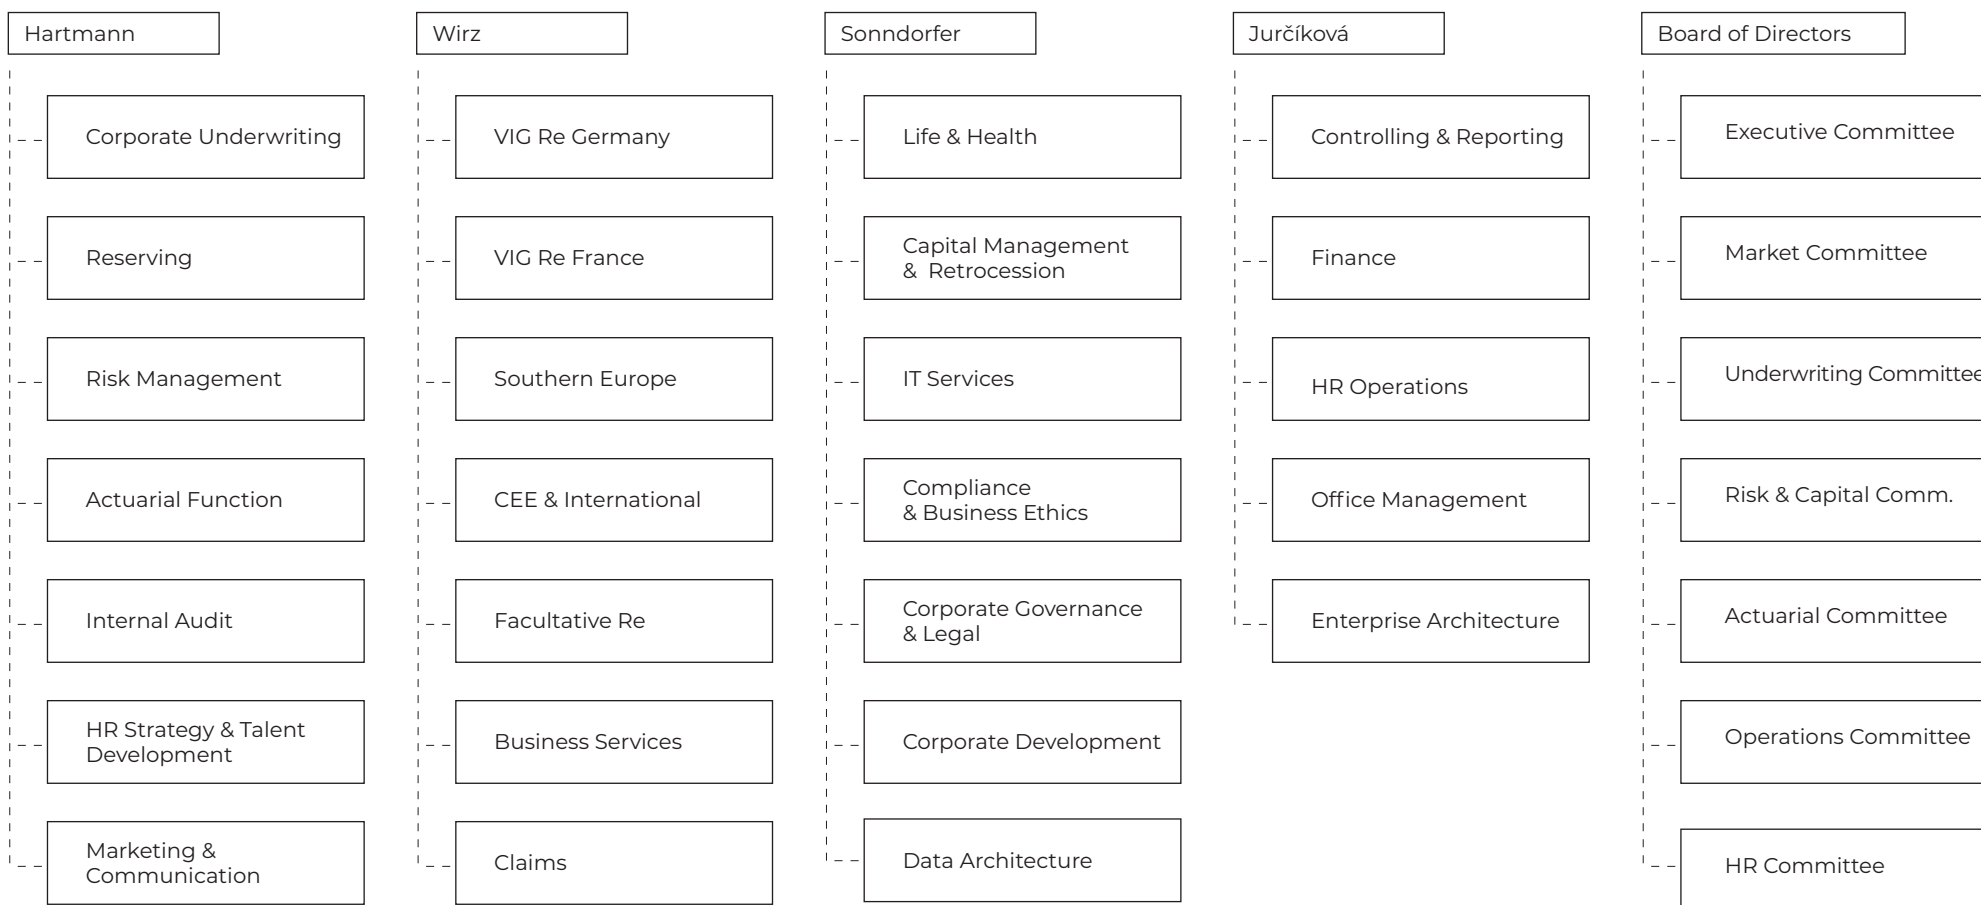 Hartmann
Corporate Underwriting
Reserving
Risk Management
Actuarial Function
Internal Audit
HR Strategy & Talent
Development
Marketing &
Communication
Wirz
VIG Re Germany
VIG Re France
Southern Europe
CEE & International
Facultative Re
Business Services
Claims
Sonndorfer
Life & Health
Capital Management
& Retrocession
IT Services
Compliance
& Business Ethics
Corporate Governance
& Legal
Corporate Development
Data Architecture
Jurčíková
Controlling & Reporting
Finance
HR Operations
Office Management
Enterprise Architecture
Board of Directors
Executive Committee
Market Committee
Underwriting Committee
Risk & Capital Comm.
Actuarial Committee
Operations Committee
HR Committee